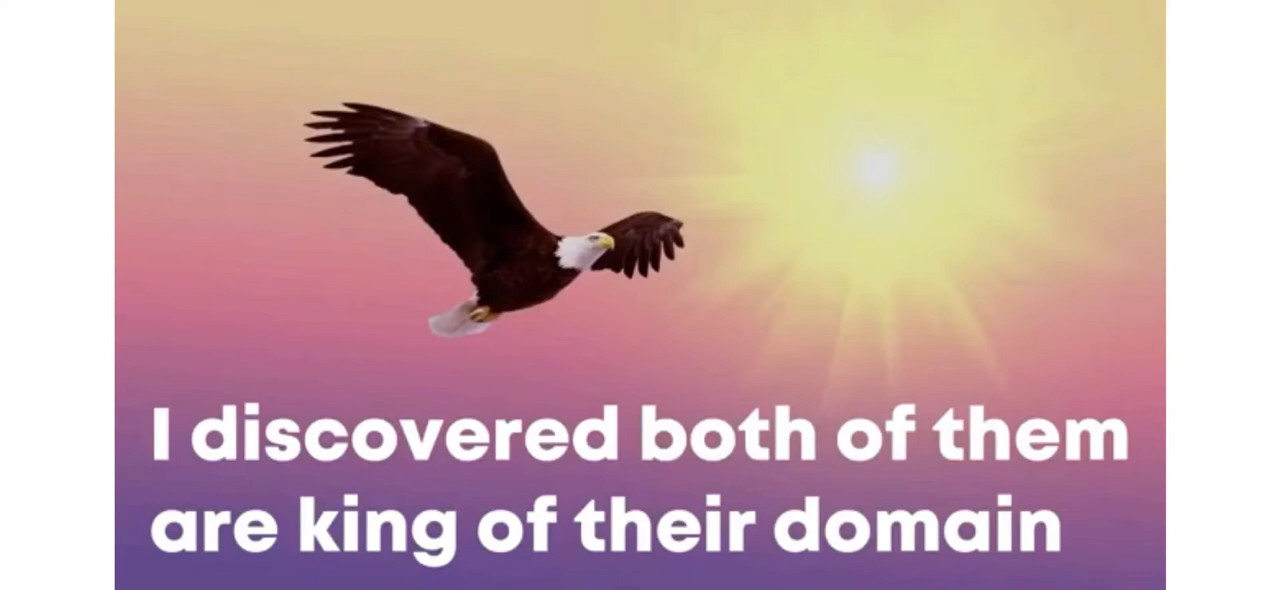 I discovered both of them
are king of their domain